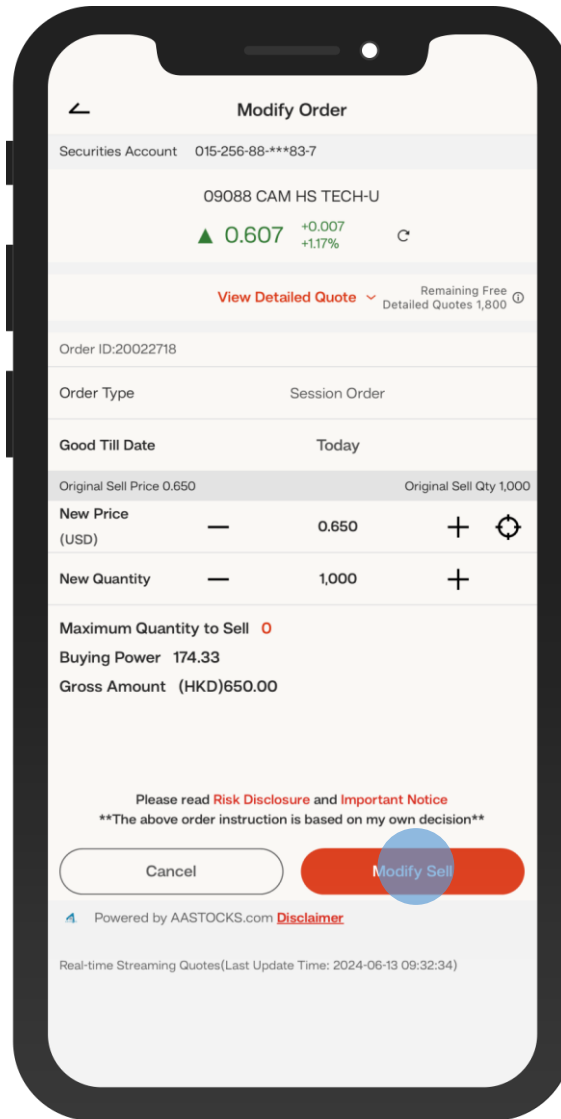 Modify Order
Securities Account 015-256-88-***83-7
09088 CAM HS TECH-U
▲ 0.607 +0.007 +1.17%
View Detailed Quote Remaining Free Detailed Quotes 1,800
Order ID:20022718
Order Type Session Order
Good Till Date Today
Original Sell Price 0.650 Original Sell Qty 1,000
New Price (USD) — 0.650 +
New Quantity — 1,000 +
Maximum Quantity to Sell 0
Buying Power 174.33
Gross Amount (HKD)650.00
Please read Risk Disclosure and Important Notice
**The above order instruction is based on my own decision**
Cancel Modify Sell
Powered by AASTOCKS.com Disclaimer
Real-time Streaming Quotes(Last Update Time: 2024-06-13 09:32:34)